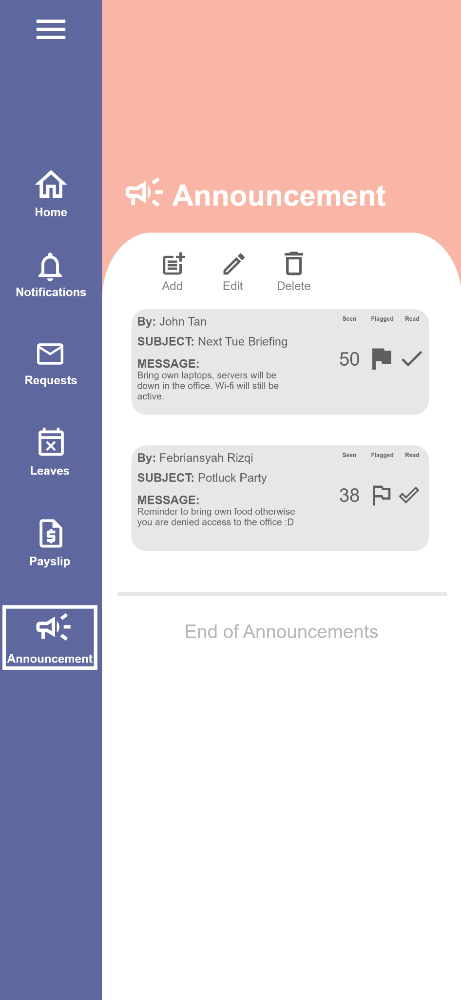 Home
Notifications
Requests
Leaves
Payslip
Announcement
Announcement
Add
Edit
Delete
By: John Tan
Seen
Flagged
Read
SUBJECT: Next Tue Briefing
50
MESSAGE:
Bring own laptops, servers will be
down in the office. Wi-fi will still be
active.
By: Febriansyah Rizqi
Seen
Flagged
Read
SUBJECT: Potluck Party
38
MESSAGE:
Reminder to bring own food otherwise
you are denied access to the office :D
End of Announcements